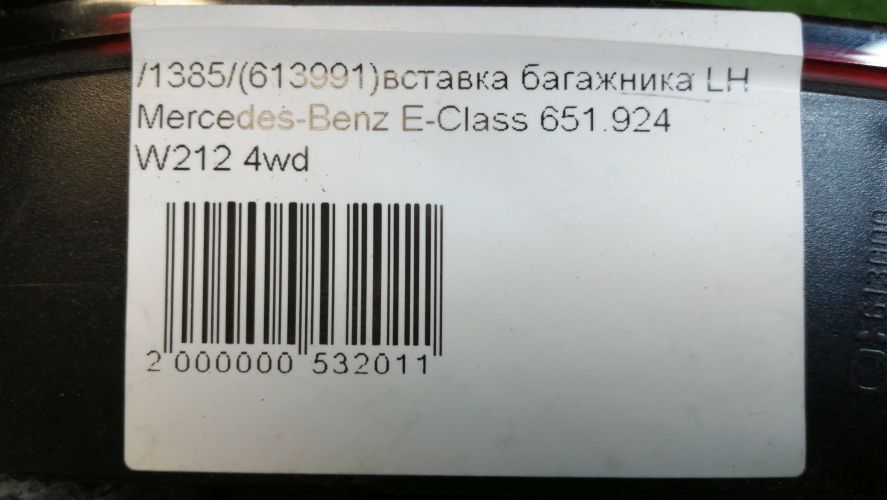 /1385/(613991)вставка багажника LH
Mercedes-Benz E-Class 651.924
W212 4wd
2 000000 532011